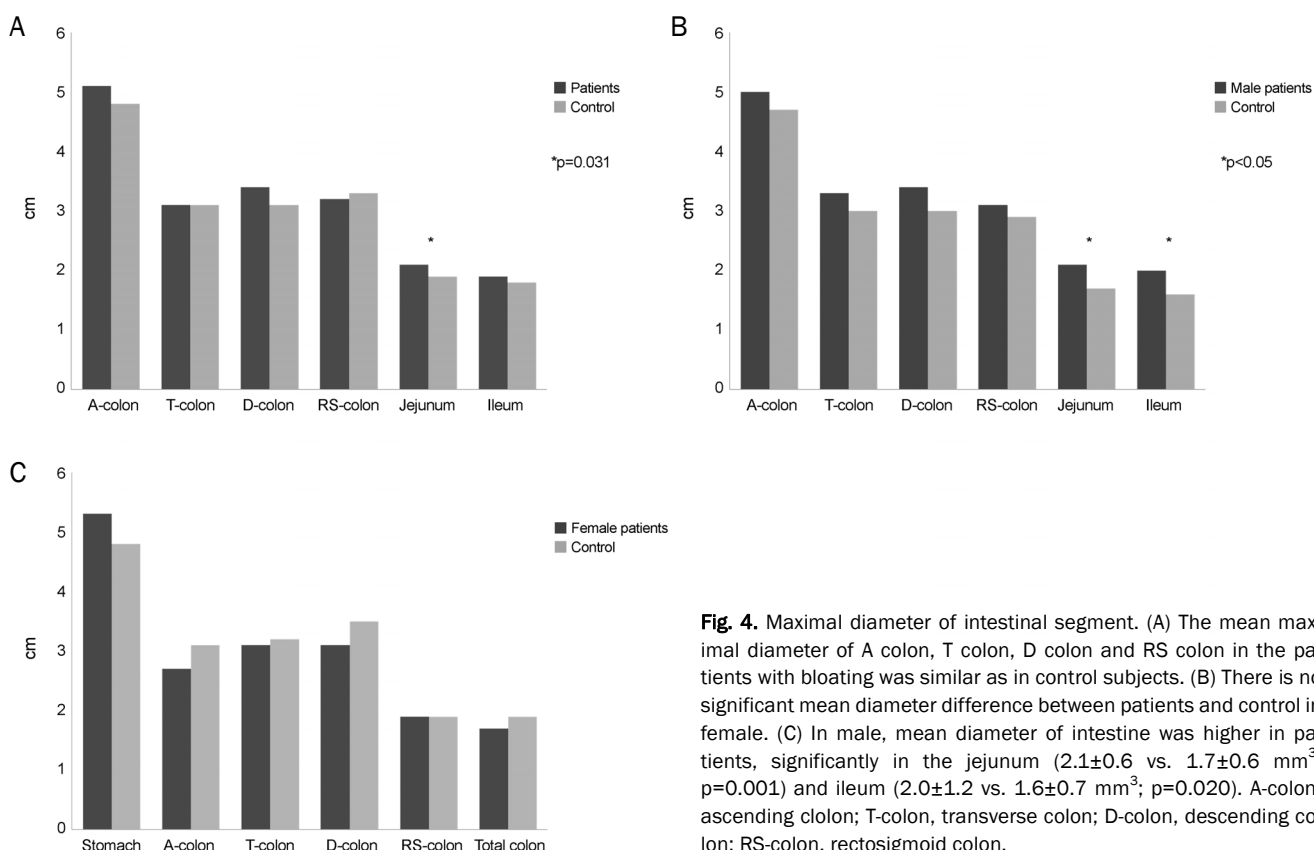 A
6
5
4
3
2
1
0
cm
Patients
Control
*p=0.031
*
A-colon T-colon D-colon RS-colon Jejunum Ileum
B
6
5
4
3
2
1
0
cm
Male patients
Control
*p<0.05
* *
A-colon T-colon D-colon RS-colon Jejunum Ileum
C
6
5
4
3
2
1
0
cm
Female patients
Control
Stomach A-colon T-colon D-colon RS-colon Total colon
Fig. 4. Maximal diameter of intestinal segment. (A) The mean max
imal diameter of A colon, T colon, D colon and RS colon in the pa
tients with bloating was similar as in control subjects. (B) There is no
significant mean diameter difference between patients and control in
female. (C) In male, mean diameter of intestine was higher in pa
tients, significantly in the jejunum (2.1±0.6 vs. 1.7±0.6 mm³
p=0.001) and ileum (2.0±1.2 vs. 1.6±0.7 mm³; p=0.020). A-colon
ascending clolon; T-colon, transverse colon; D-colon, descending co
lon; RS-colon, rectosigmoid colon.